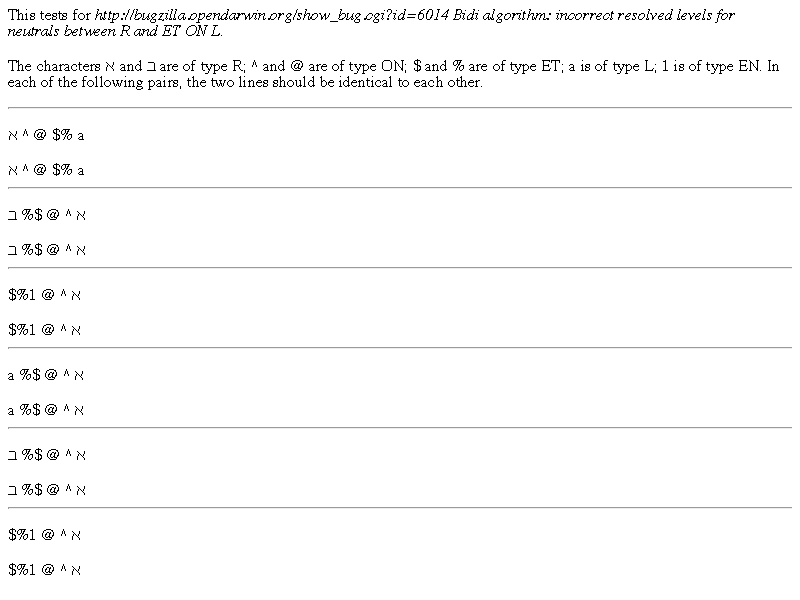 This tests for http://bugzilla.opendarwin.org/show_bug.cgi?id=6014 Bidi algorithm: incorrect resolved levels for
neutrals between R and ET ON L.
The characters א and ב are of type R; ^ and @ are of type ON; $ and % are of type ET; a is of type L; 1 is of type EN. In
each of the following pairs, the two lines should be identical to each other.
א ^ @ $% a
א ^ @ $% a
א ^ @ $% ב
א ^ @ $% ב
א ^ @ $%1
א ^ @ $%1
א ^ @ $% a
א ^ @ $% a
א ^ @ $% ב
א ^ @ $% ב
א ^ @ $%1
א ^ @ $%1